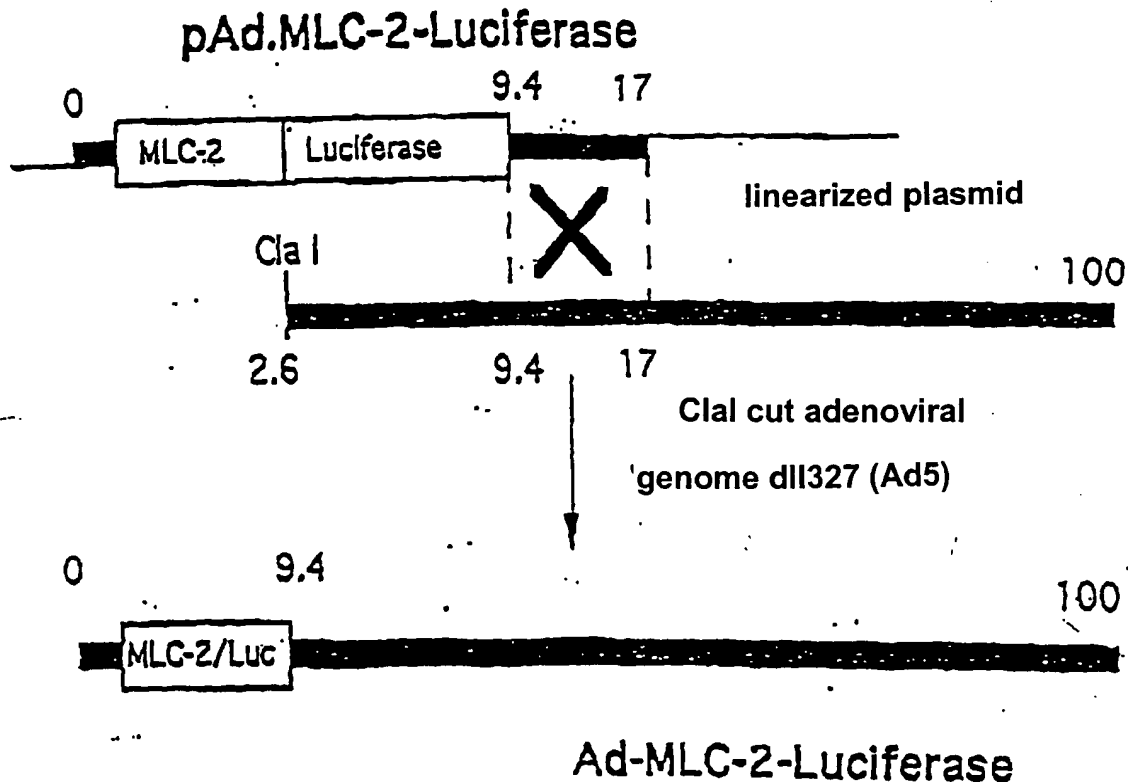 pAd.MLC-2-Luciferase
0 9.4 17
MLC-2 Luciferase
linearized plasmid
Cla I
100
2.6 9.4 17
ClaI cut adenoviral
'genome dlI327 (Ad5)
0 9.4 100
MLC-2/Luc
Ad-MLC-2-Luciferase